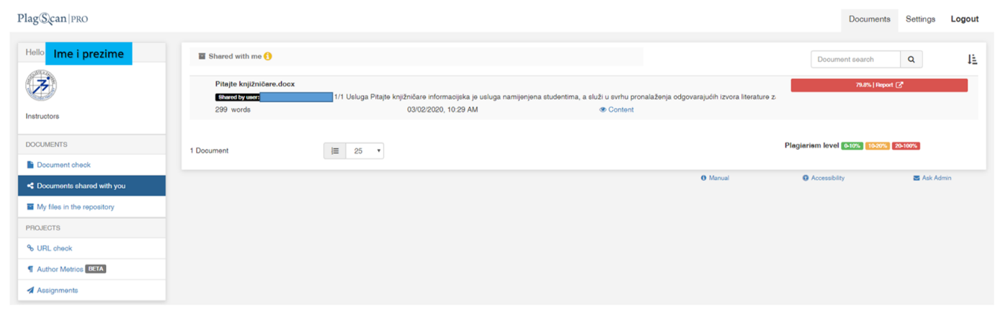 PlagScan|PRO
Documents Settings Logout
Hello Ime i prezime
Instructors
DOCUMENTS
Document check
Documents shared with you
My files in the repository
PROJECTS
URL check
Author Metrics BETA
Assignments
Shared with me
Document search
Pitajte knjižničare.docx
79.8% | Report
Shared by user: 1/1 Usluga Pitajte knjižničare informacijska je usluga namijenjena studentima, a služi u svrhu pronalaženja odgovarajućih izvora literature z
299 words 03/02/2020, 10:29 AM Content
1 Document 25
Plagiarism level 0-10% 10-20% 20-100%
Manual Accessibility Ask Admin